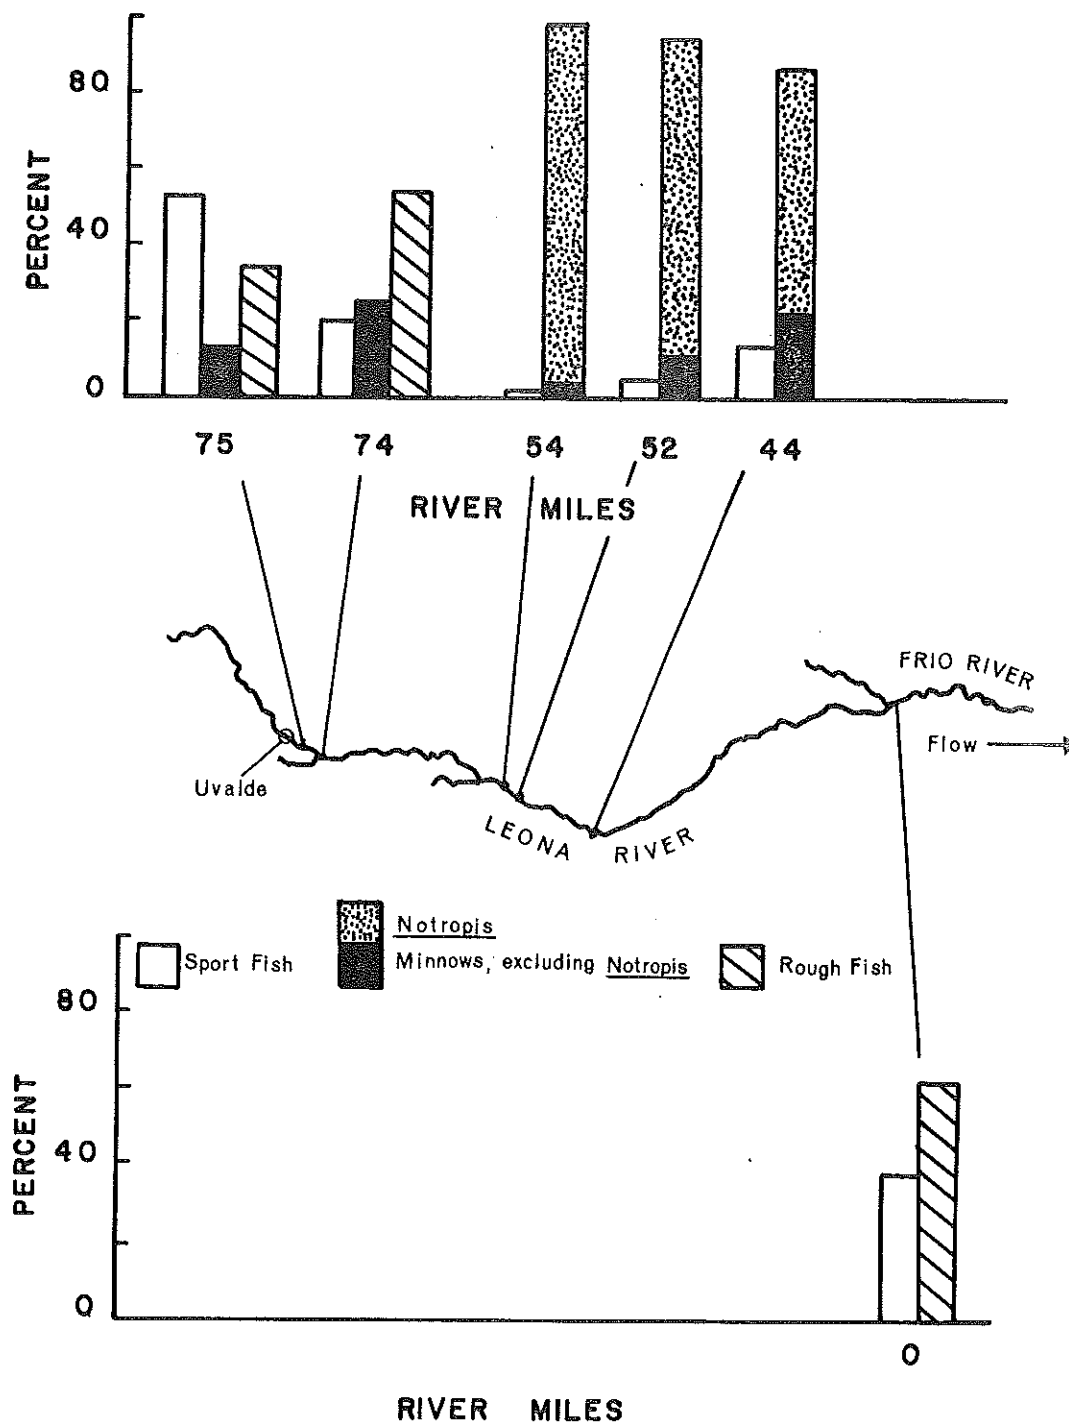 80
PERCENT
40
0
75 74 54 52 44
RIVER MILES
FRIO RIVER
Flow
Uvalde
LEONA RIVER
Notropis
Sport Fish Minnows, excluding Notropis Rough Fish
80
PERCENT
40
0
0
RIVER MILES